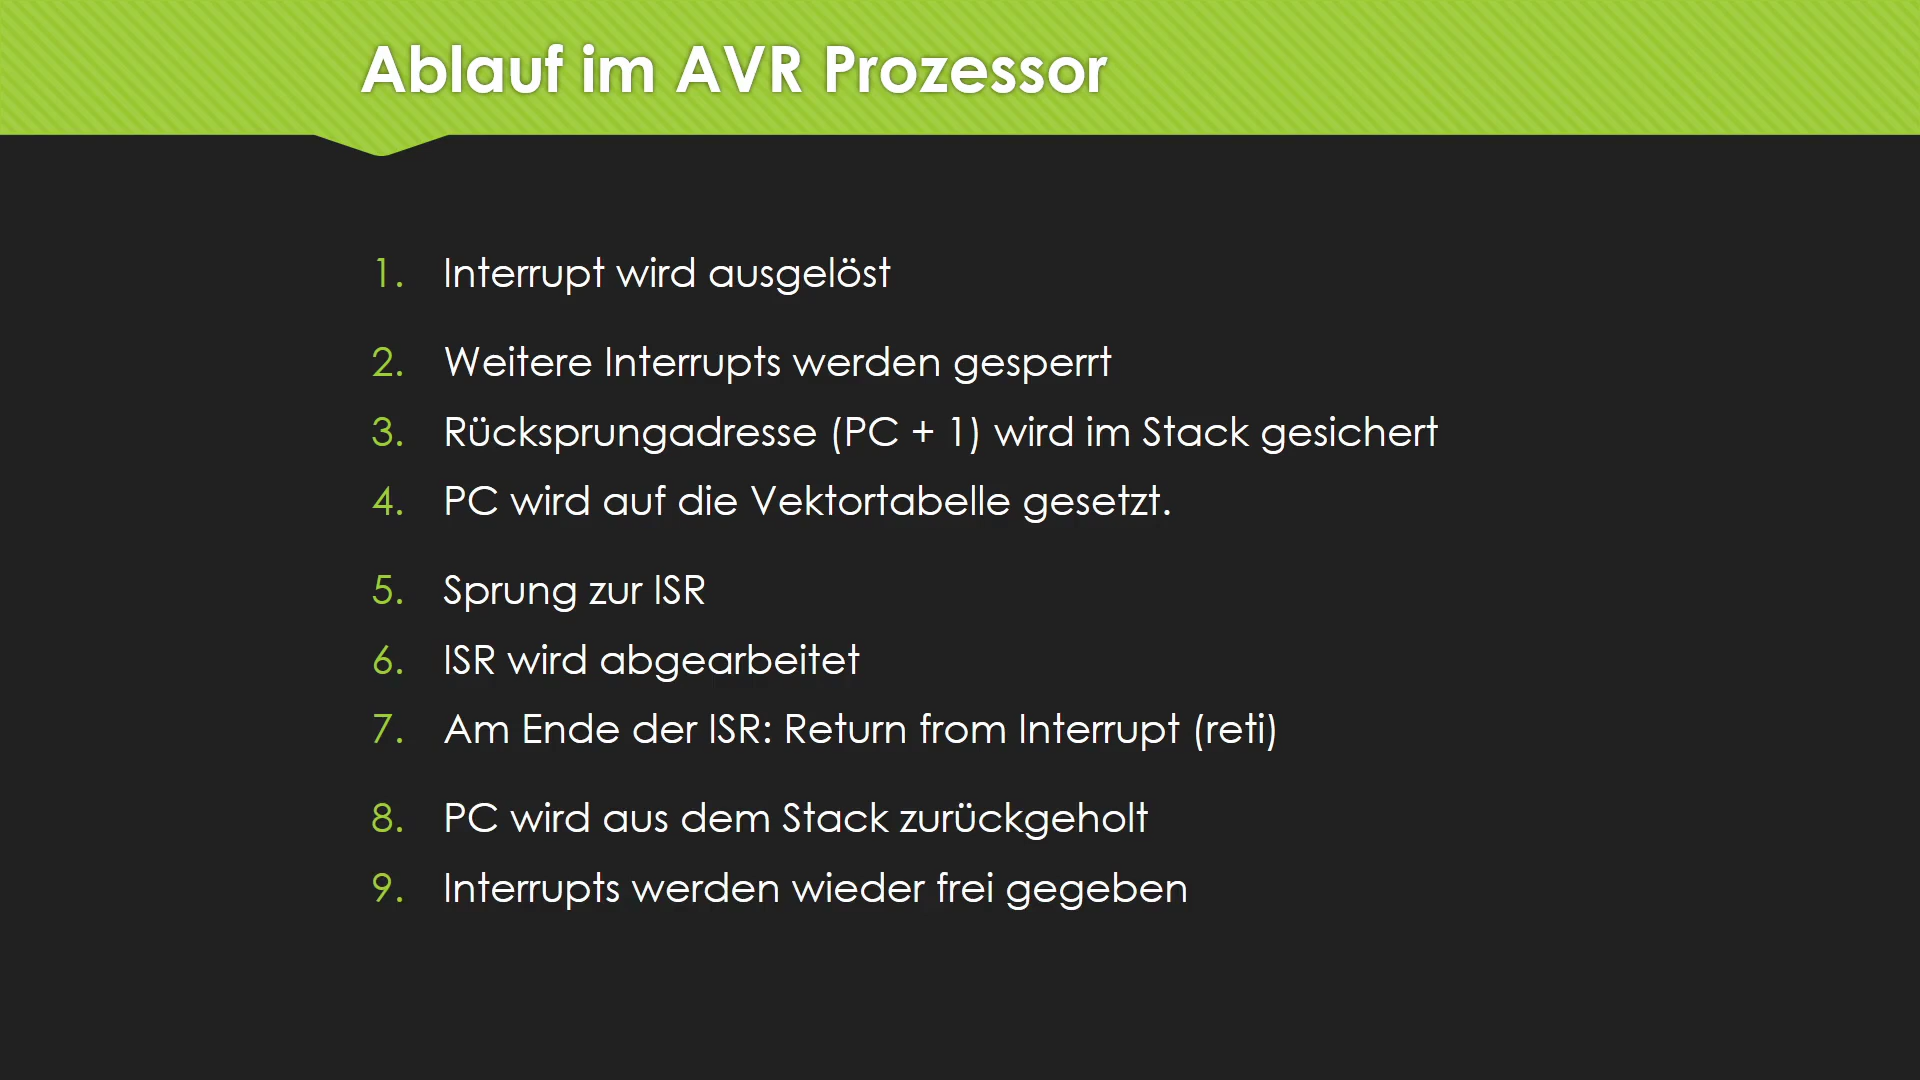 Ablauf im AVR Prozessor
1. Interrupt wird ausgelöst
2. Weitere Interrupts werden gesperrt
3. Rücksprungadresse (PC + 1) wird im Stack gesichert
4. PC wird auf die Vektortabelle gesetzt.
5. Sprung zur ISR
6. ISR wird abgearbeitet
7. Am Ende der ISR: Return from Interrupt (reti)
8. PC wird aus dem Stack zurückgeholt
9. Interrupts werden wieder frei gegeben